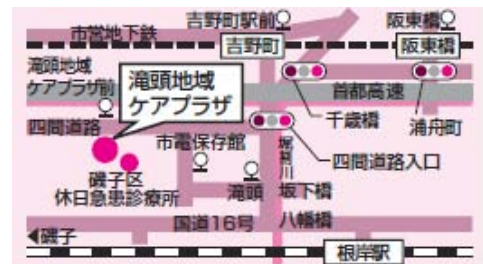 吉野町駅前
阪東橋
市営地下鉄
吉野町
阪東橋
滝頭地域
ケアプラザ前
滝頭地域
ケアプラザ
首都高速
千歳橋
浦舟町
四間道路
市電保存館
堀割川
四間道路入口
磯子区
休日急患診療所
滝頭
坂下橋
国道16号
八幡橋
◀磯子
根岸駅